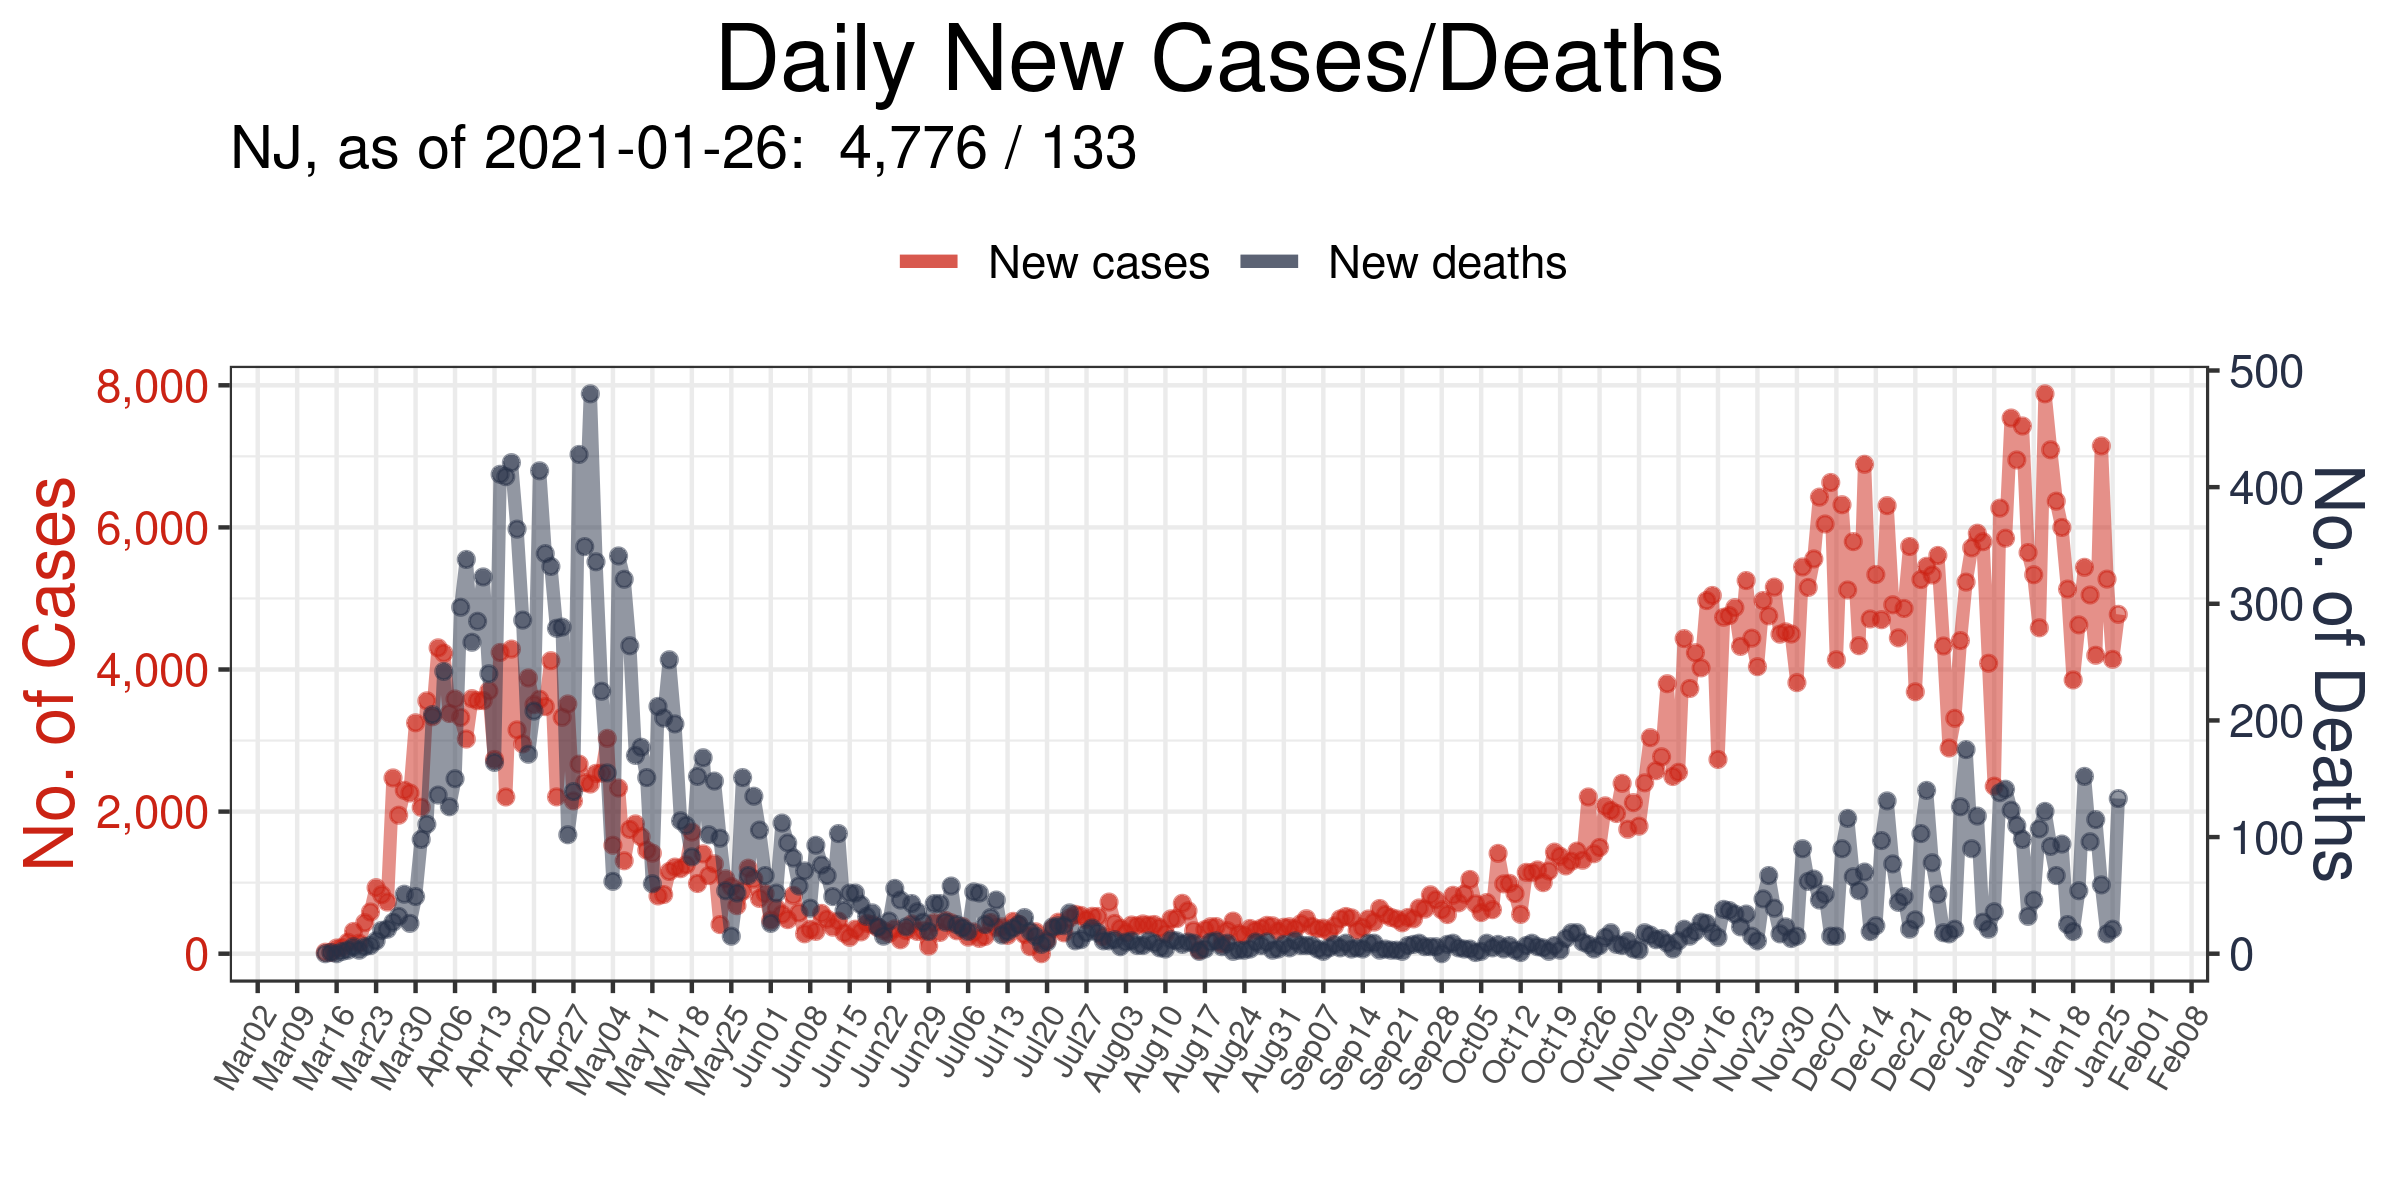 Daily New Cases/Deaths
NJ, as of 2021-01-26: 4,776 / 133
New cases New deaths
No. of Cases
8,000
6,000
4,000
2,000
0
500
400
300
200
100
0
No. of Deaths
Mar02 Mar09 Mar16 Mar23 Mar30 Apr06 Apr13 Apr20 Apr27 May04 May11 May18 May25 Jun01 Jun08 Jun15 Jun22 Jun29 Jul06 Jul13 Jul20 Jul27 Aug03 Aug10 Aug17 Aug24 Aug31 Sep07 Sep14 Sep21 Sep28 Oct05 Oct12 Oct19 Oct26 Nov02 Nov09 Nov16 Nov23 Nov30 Dec07 Dec14 Dec21 Dec28 Jan04 Jan11 Jan18 Jan25 Feb01 Feb08